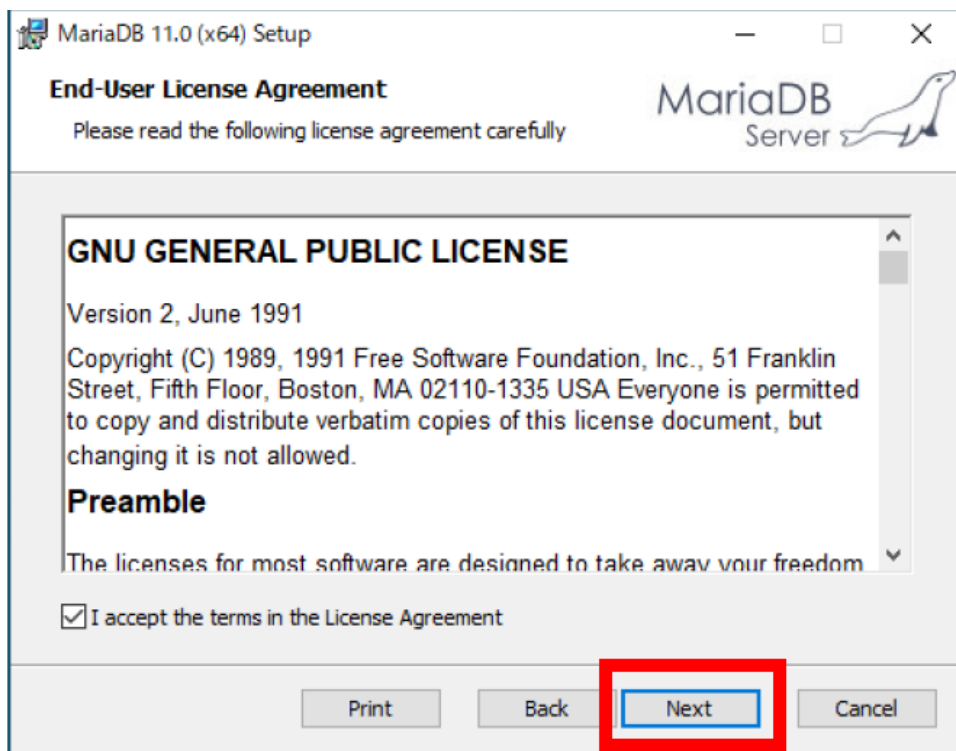 MariaDB 11.0 (x64) Setup
End-User License Agreement
Please read the following license agreement carefully
MariaDB
Server
GNU GENERAL PUBLIC LICENSE
Version 2, June 1991
Copyright (C) 1989, 1991 Free Software Foundation, Inc., 51 Franklin
Street, Fifth Floor, Boston, MA 02110-1335 USA Everyone is permitted
to copy and distribute verbatim copies of this license document, but
changing it is not allowed.
Preamble
The licenses for most software are designed to take away your freedom
I accept the terms in the License Agreement
Print
Back
Next
Cancel